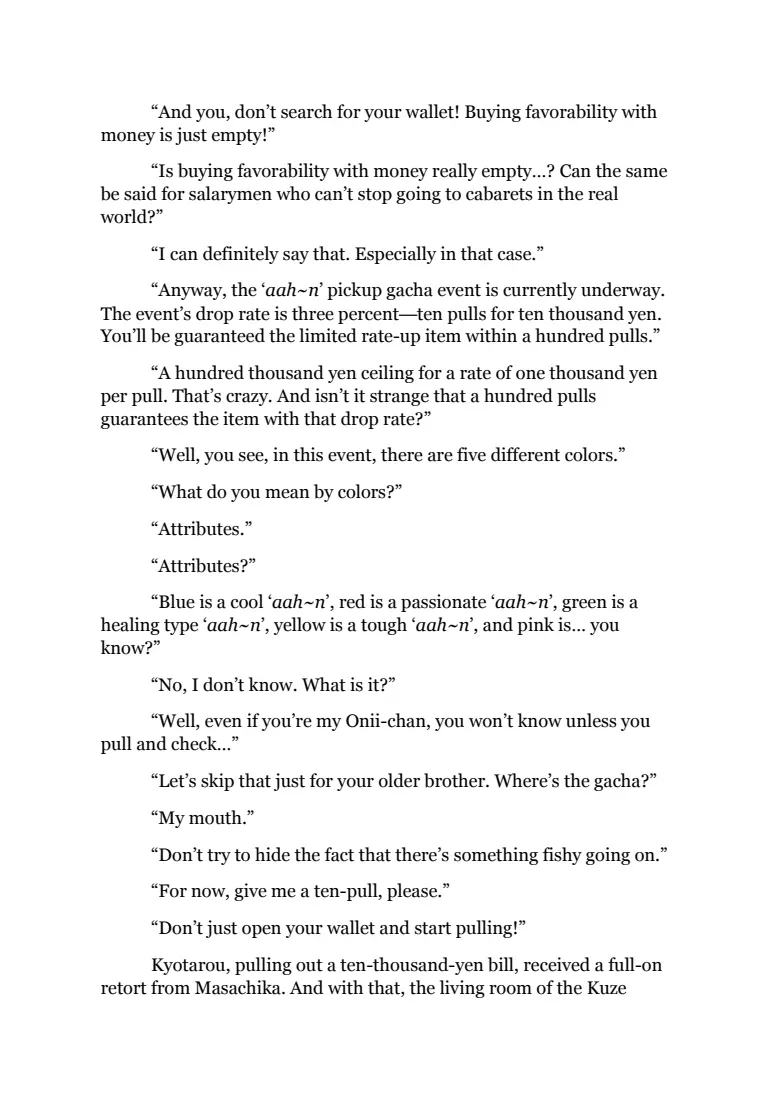 “And you, don’t search for your wallet! Buying favorability with
money is just empty!”
“Is buying favorability with money really empty...? Can the same
be said for salarymen who can’t stop going to cabarets in the real
world?”
“I can definitely say that. Especially in that case.”
“Anyway, the ‘aah~n’ pickup gacha event is currently underway.
The event’s drop rate is three percent—ten pulls for ten thousand yen.
You’ll be guaranteed the limited rate-up item within a hundred pulls.”
“A hundred thousand yen ceiling for a rate of one thousand yen
per pull. That’s crazy. And isn’t it strange that a hundred pulls
guarantees the item with that drop rate?”
“Well, you see, in this event, there are five different colors.”
“What do you mean by colors?”
“Attributes.”
“Attributes?”
“Blue is a cool ‘aah~n’, red is a passionate ‘aah~n’, green is a
healing type ‘aah~n’, yellow is a tough ‘aah~n’, and pink is... you
know?”
“No, I don’t know. What is it?”
“Well, even if you’re my Onii-chan, you won’t know unless you
pull and check...”
“Let’s skip that just for your older brother. Where’s the gacha?”
“My mouth.”
“Don’t try to hide the fact that there’s something fishy going on.”
“For now, give me a ten-pull, please.”
“Don’t just open your wallet and start pulling!”
Kyotarou, pulling out a ten-thousand-yen bill, received a full-on
retort from Masachika. And with that, the living room of the Kuze